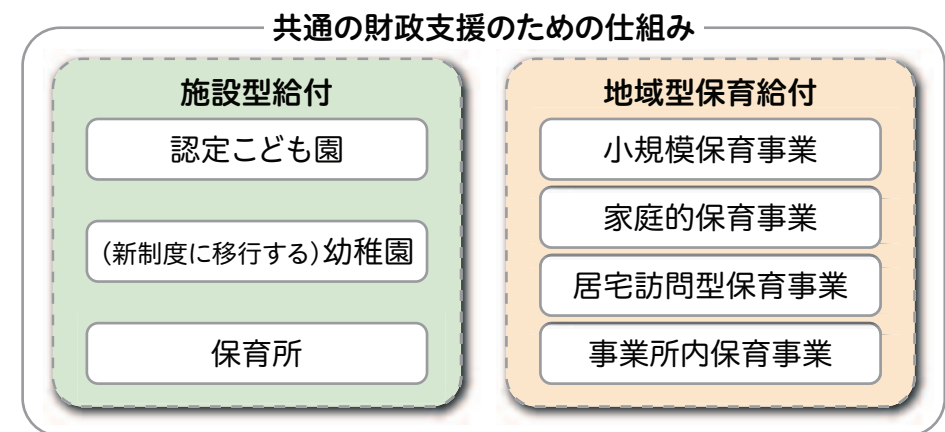 共通の財政支援のための仕組み
施設型給付
認定こども園
(新制度に移行する)幼稚園
保育所
地域型保育給付
小規模保育事業
家庭的保育事業
居宅訪問型保育事業
事業所内保育事業